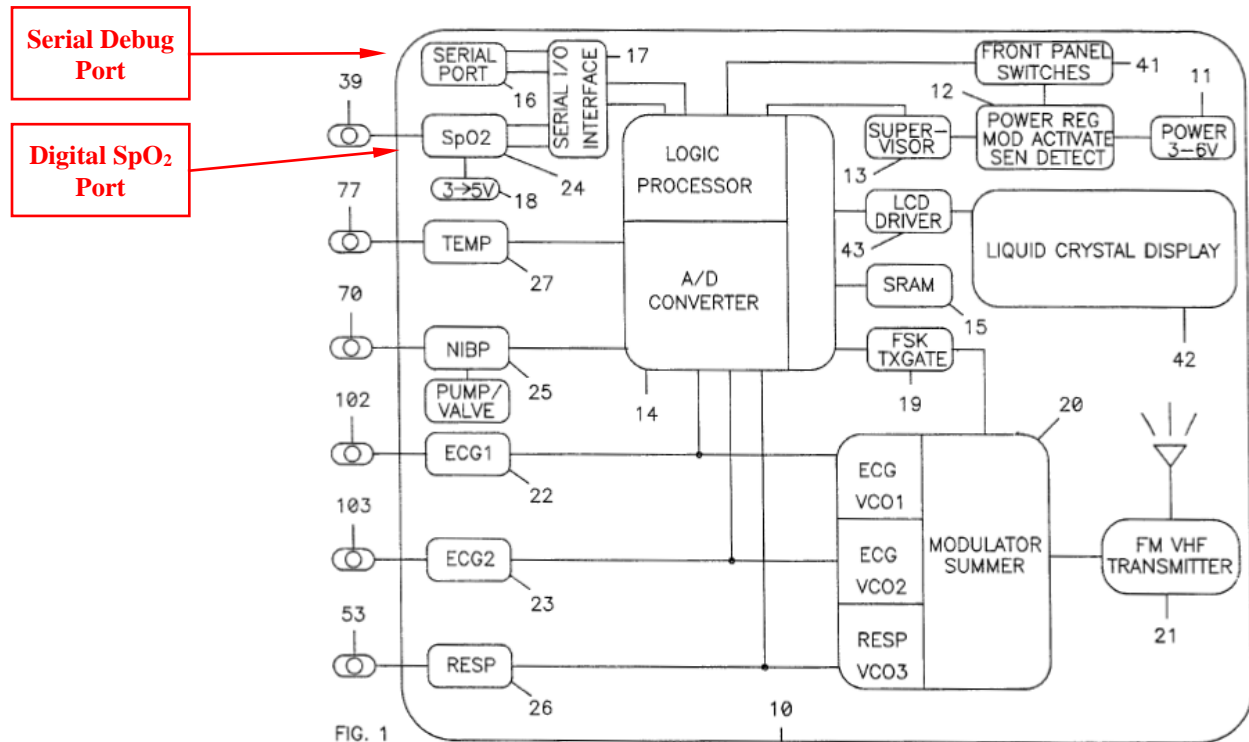 Serial Debug
Port
Digital SpO2
Port
39
77
70
102
103
53
SERIAL
PORT
16
SERIAL I/O
INTERFACE
17
SpO2
24
3→5V
18
TEMP
27
NIBP
25
PUMP/
VALVE
ECG1
22
ECG2
23
RESP
26
LOGIC
PROCESSOR
A/D
CONVERTER
14
FRONT PANEL
SWITCHES
41
11
12
SUPER-
VISOR
13
POWER REG
MOD ACTIVATE
SEN DETECT
POWER
3-6V
LCD
DRIVER
43
LIQUID CRYSTAL DISPLAY
42
SRAM
15
FSK
TXGATE
19
20
ECG
VCO1
ECG
VCO2
RESP
VCO3
MODULATOR
SUMMER
FM VHF
TRANSMITTER
21
10
FIG. 1